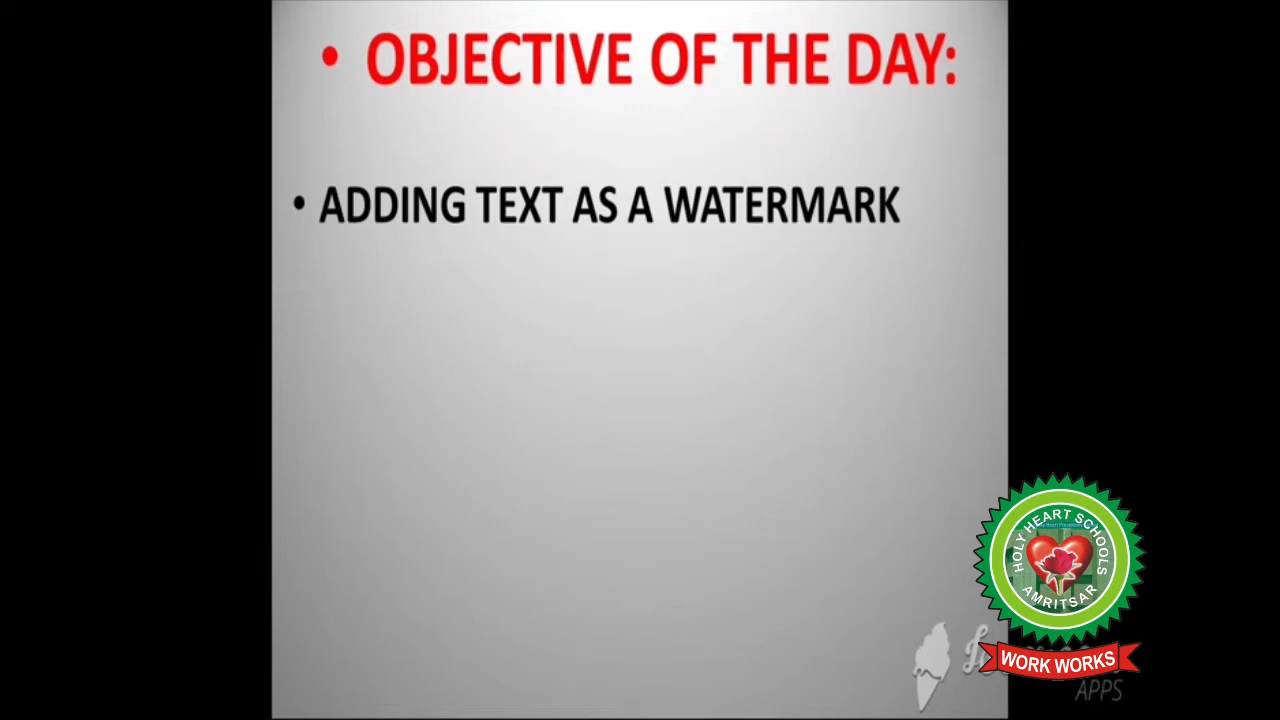 • OBJECTIVE OF THE DAY:
• ADDING TEXT AS A WATERMARK
HOLY HEART SCHOOLS
AMRITSAR
WORK WORKS
APPS